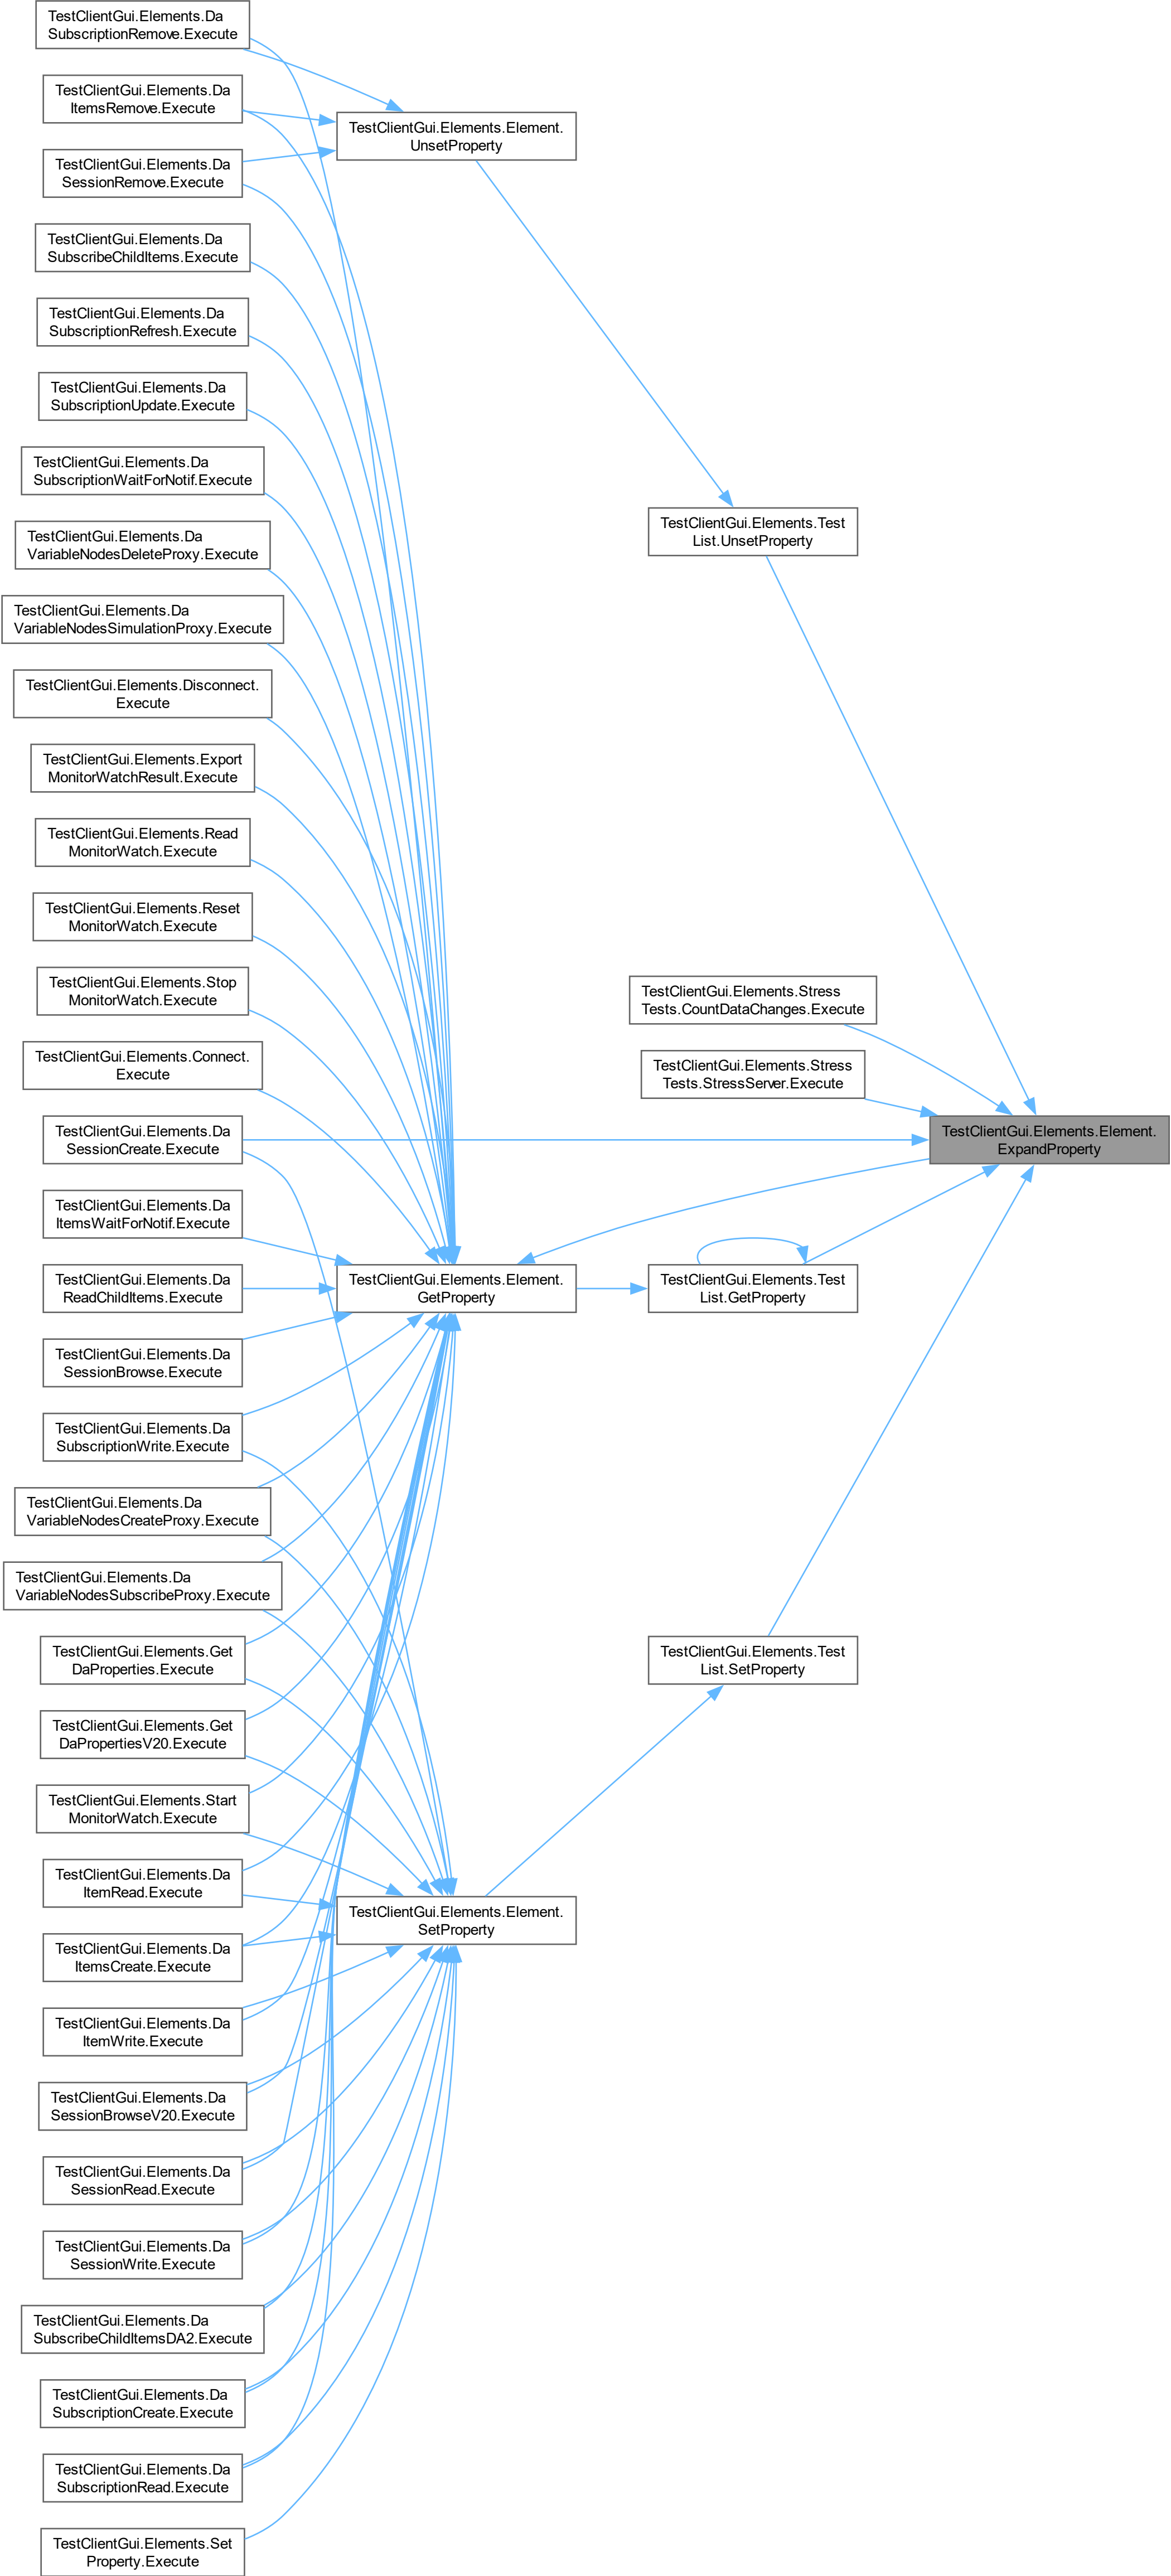 TestClientGui.Elements.Da
SubscriptionRemove.Execute
TestClientGui.Elements.Da
ItemsRemove.Execute
TestClientGui.Elements.Element.
UnsetProperty
TestClientGui.Elements.Da
SessionRemove.Execute
TestClientGui.Elements.Da
SubscribeChildItems.Execute
TestClientGui.Elements.Da
SubscriptionRefresh.Execute
TestClientGui.Elements.Da
SubscriptionUpdate.Execute
TestClientGui.Elements.Da
SubscriptionWaitForNotif.Execute
TestClientGui.Elements.Test
List.UnsetProperty
TestClientGui.Elements.Da
VariableNodesDeleteProxy.Execute
TestClientGui.Elements.Da
VariableNodesSimulationProxy.Execute
TestClientGui.Elements.Disconnect.
Execute
TestClientGui.Elements.Export
MonitorWatchResult.Execute
TestClientGui.Elements.Read
MonitorWatch.Execute
TestClientGui.Elements.Reset
MonitorWatch.Execute
TestClientGui.Elements.Stop
MonitorWatch.Execute
TestClientGui.Elements.Stress
Tests.CountDataChanges.Execute
TestClientGui.Elements.Connect.
Execute
TestClientGui.Elements.Stress
Tests.StressServer.Execute
TestClientGui.Elements.Da
SessionCreate.Execute
TestClientGui.Elements.Element.
ExpandProperty
TestClientGui.Elements.Da
ItemsWaitForNotif.Execute
TestClientGui.Elements.Da
ReadChildItems.Execute
TestClientGui.Elements.Element.
GetProperty
TestClientGui.Elements.Test
List.GetProperty
TestClientGui.Elements.Da
SessionBrowse.Execute
TestClientGui.Elements.Da
SubscriptionWrite.Execute
TestClientGui.Elements.Da
VariableNodesCreateProxy.Execute
TestClientGui.Elements.Da
VariableNodesSubscribeProxy.Execute
TestClientGui.Elements.Get
DaProperties.Execute
TestClientGui.Elements.Test
List.SetProperty
TestClientGui.Elements.Get
DaPropertiesV20.Execute
TestClientGui.Elements.Start
MonitorWatch.Execute
TestClientGui.Elements.Da
ItemRead.Execute
TestClientGui.Elements.Element.
SetProperty
TestClientGui.Elements.Da
ItemsCreate.Execute
TestClientGui.Elements.Da
ItemWrite.Execute
TestClientGui.Elements.Da
SessionBrowseV20.Execute
TestClientGui.Elements.Da
SessionRead.Execute
TestClientGui.Elements.Da
SessionWrite.Execute
TestClientGui.Elements.Da
SubscribeChildItemsDA2.Execute
TestClientGui.Elements.Da
SubscriptionCreate.Execute
TestClientGui.Elements.Da
SubscriptionRead.Execute
TestClientGui.Elements.Set
Property.Execute